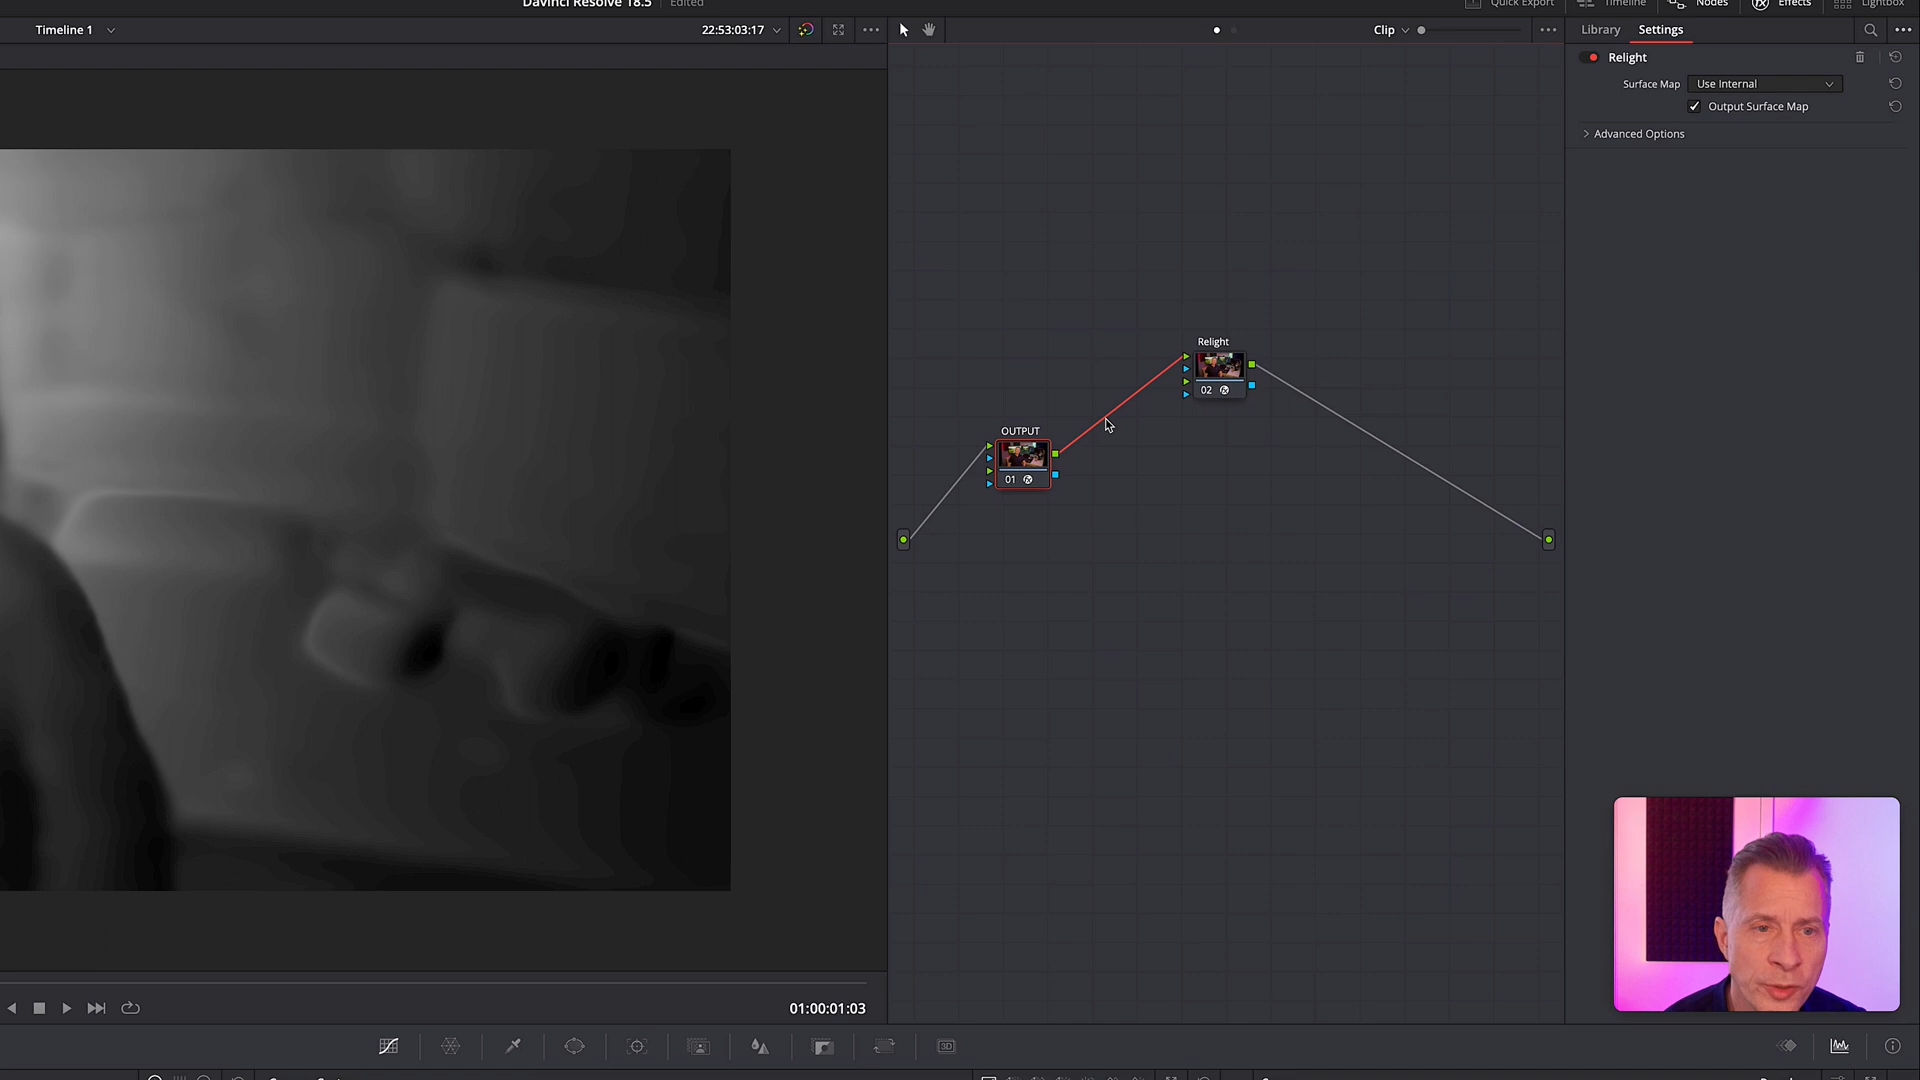 DaVinci Resolve 18.5 Edited
Quick Export Timeline Nodes Effects Lightbox
Timeline 1
22:53:03:17
Clip
Library Settings
Relight
Surface Map Use Internal
Output Surface Map
Advanced Options
Relight
02
OUTPUT
01
01:00:01:03
3D